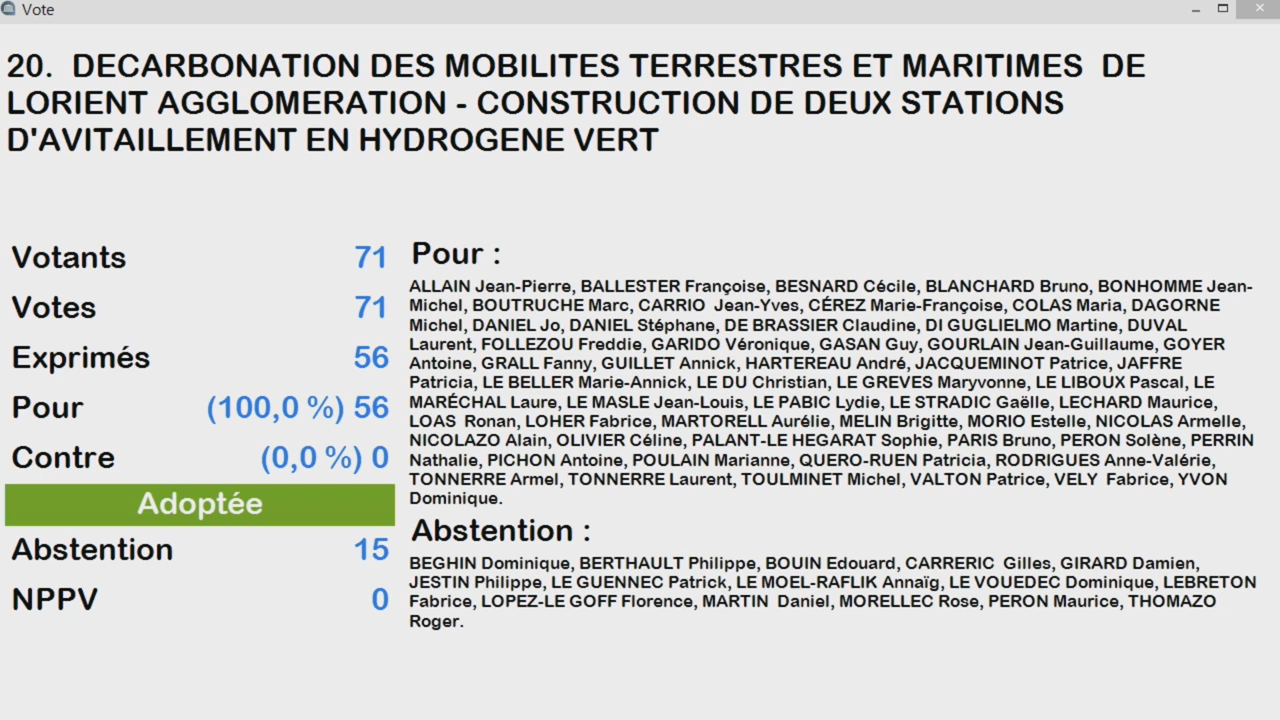 Vote
20. DECARBONATION DES MOBILITES TERRESTRES ET MARITIMES DE
LORIENT AGGLOMERATION - CONSTRUCTION DE DEUX STATIONS
D'AVITAILLEMENT EN HYDROGENE VERT
Votants 71
Votes 71
Exprimés 56
Pour (100,0 %) 56
Contre (0,0 %) 0
Adoptée
Abstention 15
NPPV 0
Pour :
ALLAIN Jean-Pierre, BALLESTER Françoise, BESNARD Cécile, BLANCHARD Bruno, BONHOMME Jean-
Michel, BOUTRUCHE Marc, CARRIO Jean-Yves, CÉREZ Marie-Françoise, COLAS Maria, DAGORNE
Michel, DANIEL Jo, DANIEL Stéphane, DE BRASSIER Claudine, DI GUGLIELMO Martine, DUVAL
Laurent, FOLLEZOU Freddie, GARIDO Véronique, GASAN Guy, GOURLAIN Jean-Guillaume, GOYER
Antoine, GRALL Fanny, GUILLET Annick, HARTEREAU André, JACQUEMINOT Patrice, JAFFRE
Patricia, LE BELLER Marie-Annick, LE DU Christian, LE GREVES Maryvonne, LE LIBOUX Pascal, LE
MARÉCHAL Laure, LE MASLE Jean-Louis, LE PABIC Lydie, LE STRADIC Gaëlle, LECHARD Maurice,
LOAS Ronan, LOHER Fabrice, MARTORELL Aurélie, MELIN Brigitte, MORIO Estelle, NICOLAS Armelle,
NICOLAZO Alain, OLIVIER Céline, PALANT-LE HEGARAT Sophie, PARIS Bruno, PERON Solène, PERRIN
Nathalie, PICHON Antoine, POULAIN Marianne, QUERO-RUEN Patricia, RODRIGUES Anne-Valérie,
TONNERRE Armel, TONNERRE Laurent, TOULMINET Michel, VALTON Patrice, VELY Fabrice, YVON
Dominique.
Abstention :
BEGHIN Dominique, BERTHAULT Philippe, BOUIN Edouard, CARRERIC Gilles, GIRARD Damien,
JESTIN Philippe, LE GUENNEC Patrick, LE MOEL-RAFLIK Annaïg, LE VOUEDEC Dominique, LEBRETON
Fabrice, LOPEZ-LE GOFF Florence, MARTIN Daniel, MORELLEC Rose, PERON Maurice, THOMAZO
Roger.